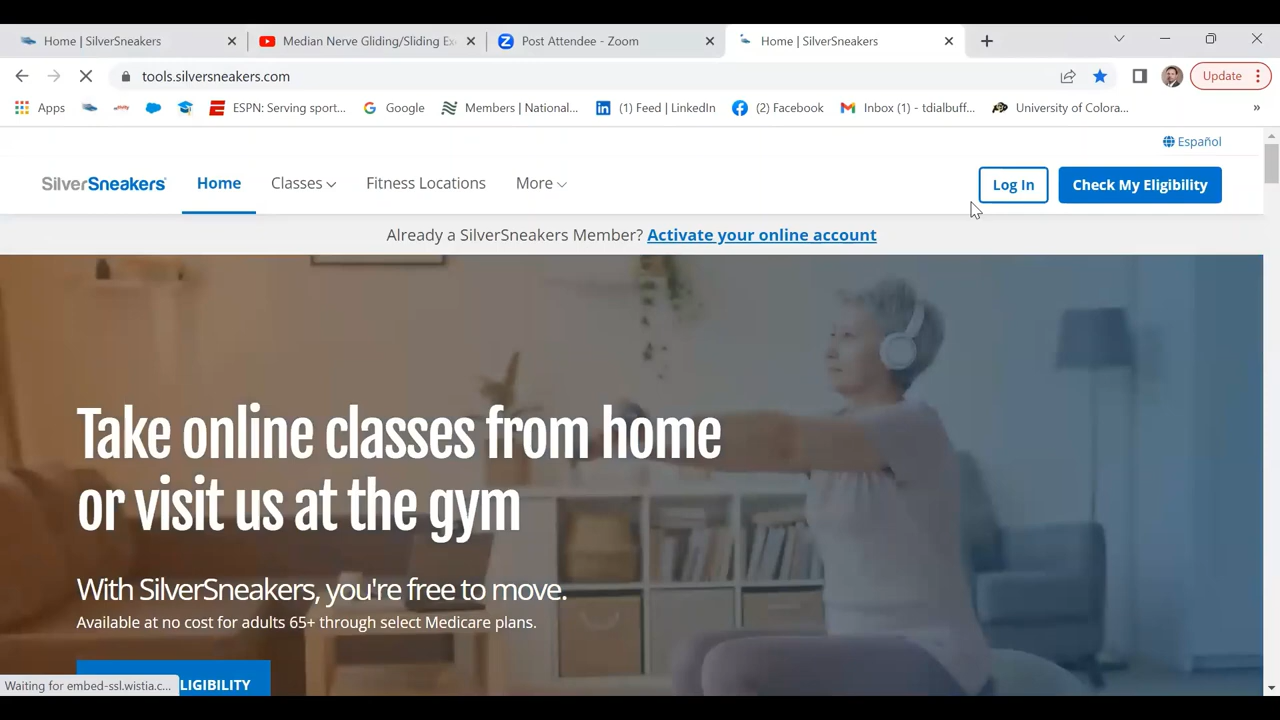 Home | SilverSneakers
Median Nerve Gliding/Sliding Ex
Post Attendee - Zoom
Home | SilverSneakers
tools.silversneakers.com
Update
Apps
ESPN: Serving sport...
Google
Members | National...
(1) Feed | LinkedIn
(2) Facebook
Inbox (1) - tdialbuff...
University of Colora...
»
Español
SilverSneakers
Home
Classes
Fitness Locations
More
Log In
Check My Eligibility
Already a SilverSneakers Member? Activate your online account
Take online classes from home
or visit us at the gym
With SilverSneakers, you're free to move.
Available at no cost for adults 65+ through select Medicare plans.
LIGIBILITY
Waiting for embed-ssl.wistia.c...